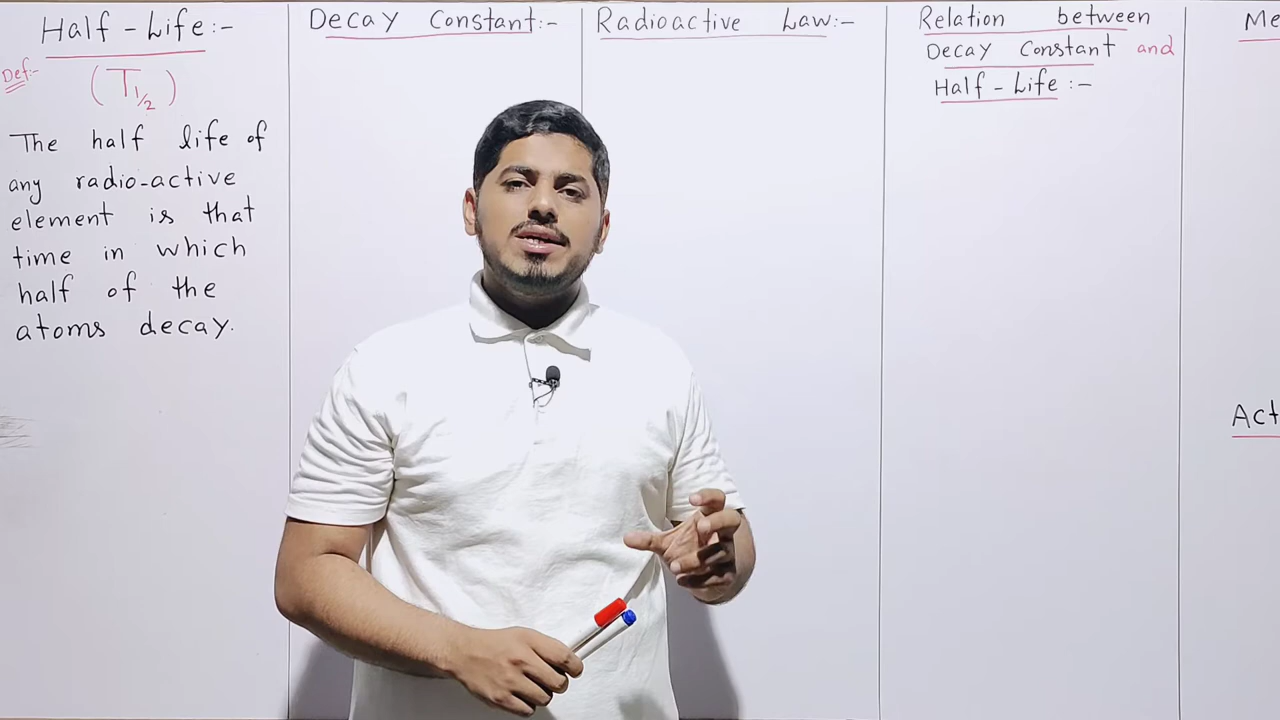 Half-Life:-
Def:-
(T1/2)
The half life of
any radio-active
element is that
time in which
half of the
atoms decay.
Decay Constant:-
Radioactive Law:-
Relation between
Decay Constant and
Half-Life:-
Me
Act